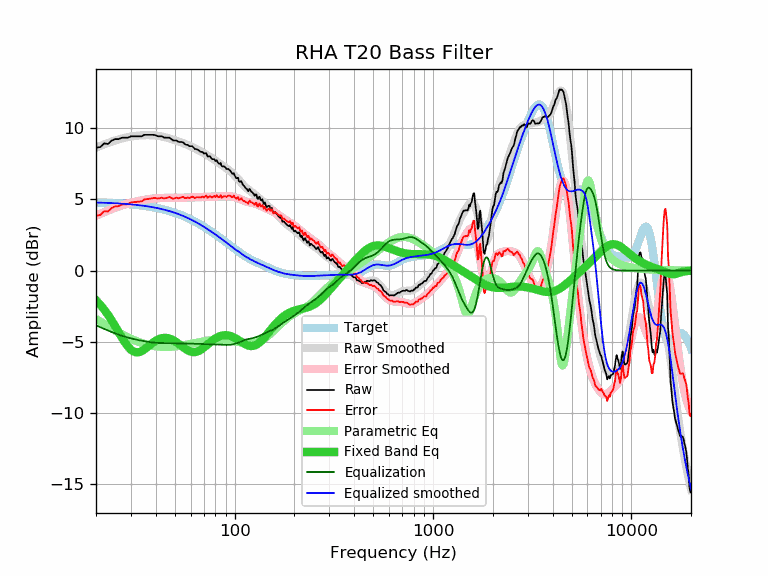 RHA T20 Bass Filter
Amplitude (dBr)
10
5
0
−5
−10
−15
Target
Raw Smoothed
Error Smoothed
Raw
Error
Parametric Eq
Fixed Band Eq
Equalization
Equalized smoothed
100
1000
10000
Frequency (Hz)